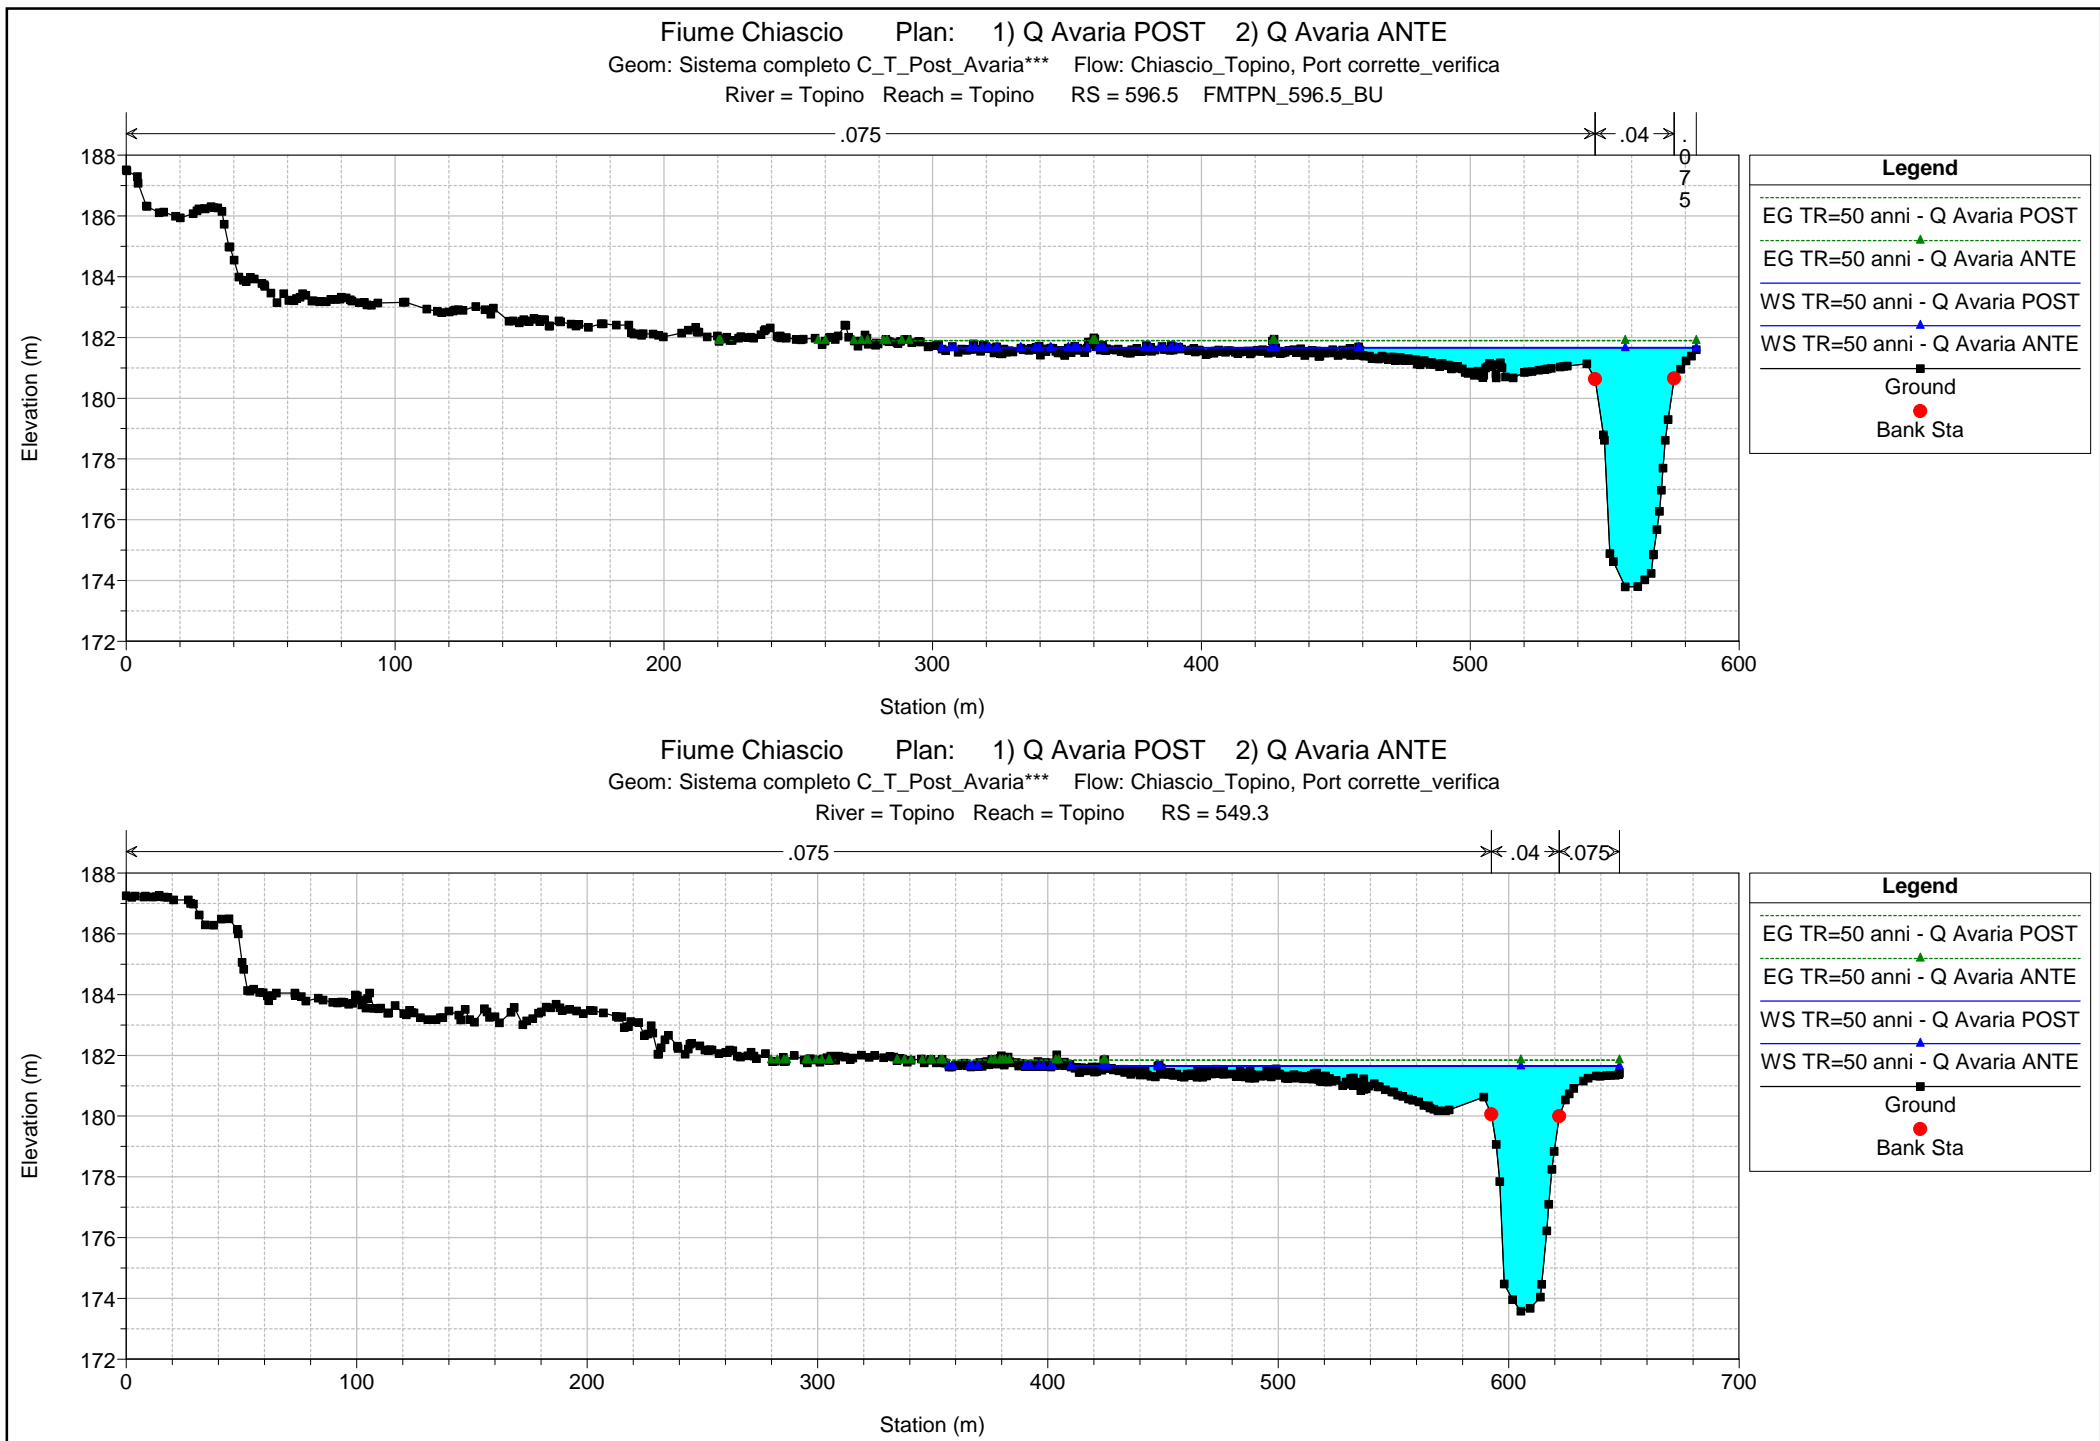 Fiume Chiascio Plan: 1) Q Avaria POST 2) Q Avaria ANTE
Geom: Sistema completo C_T_Post_Avaria*** Flow: Chiascio_Topino, Port corrette_verifica
River = Topino Reach = Topino RS = 596.5 FMTPN_596.5_BU
.075 .04 .075
188
186
184
182
180
178
176
174
172
Elevation (m)
0 100 200 300 400 500 600
Station (m)
Legend
EG TR=50 anni - Q Avaria POST
EG TR=50 anni - Q Avaria ANTE
WS TR=50 anni - Q Avaria POST
WS TR=50 anni - Q Avaria ANTE
Ground
Bank Sta
Fiume Chiascio Plan: 1) Q Avaria POST 2) Q Avaria ANTE
Geom: Sistema completo C_T_Post_Avaria*** Flow: Chiascio_Topino, Port corrette_verifica
River = Topino Reach = Topino RS = 549.3
.075 .04 .075
188
186
184
182
180
178
176
174
172
Elevation (m)
0 100 200 300 400 500 600 700
Station (m)
Legend
EG TR=50 anni - Q Avaria POST
EG TR=50 anni - Q Avaria ANTE
WS TR=50 anni - Q Avaria POST
WS TR=50 anni - Q Avaria ANTE
Ground
Bank Sta